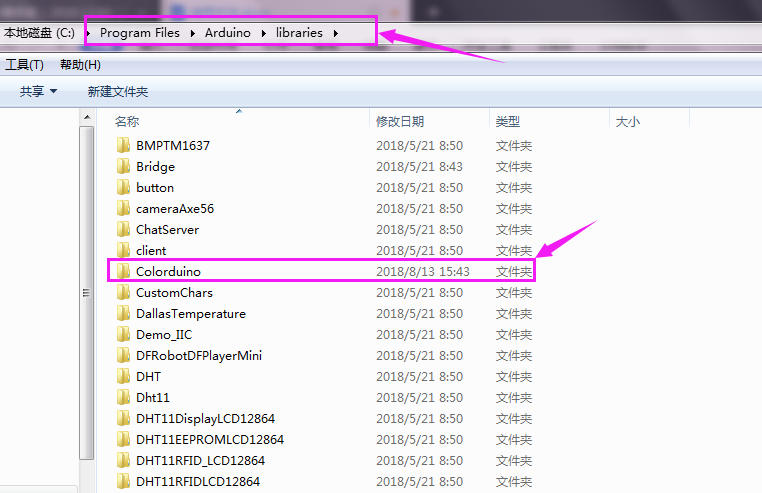 本地磁盘 (C:) ▸ Program Files ▸ Arduino ▸ libraries ▸
工具(T) 帮助(H)
共享 ▼ 新建文件夹
名称 修改日期 类型 大小
BMPTM1637 2018/5/21 8:50 文件夹
Bridge 2018/5/21 8:43 文件夹
button 2018/5/21 8:50 文件夹
cameraAxe56 2018/5/21 8:50 文件夹
ChatServer 2018/5/21 8:50 文件夹
client 2018/5/21 8:50 文件夹
Colorduino 2018/8/13 15:43 文件夹
CustomChars 2018/5/21 8:50 文件夹
DallasTemperature 2018/5/21 8:50 文件夹
Demo_IIC 2018/5/21 8:50 文件夹
DFRobotDFPlayerMini 2018/5/21 8:50 文件夹
DHT 2018/5/21 8:50 文件夹
Dht11 2018/5/21 8:50 文件夹
DHT11DisplayLCD12864 2018/5/21 8:50 文件夹
DHT11EEPROMLCD12864 2018/5/21 8:50 文件夹
DHT11RFID_LCD12864 2018/5/21 8:50 文件夹
DHT11RFIDLCD12864 2018/5/21 8:50 文件夹